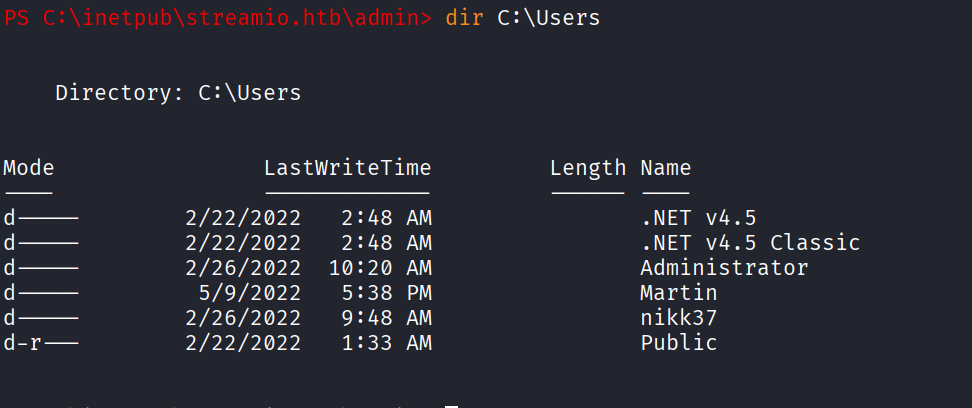 PS C:\inetpub\streamio.htb\admin> dir C:\Users
Directory: C:\Users
Mode                LastWriteTime         Length Name
----                -------------         ------ ----
d-----        2/22/2022   2:48 AM                .NET v4.5
d-----        2/22/2022   2:48 AM                .NET v4.5 Classic
d-----        2/26/2022  10:20 AM                Administrator
d-----         5/9/2022   5:38 PM                Martin
d-----        2/26/2022   9:48 AM                nikk37
d-r---        2/22/2022   1:33 AM                Public